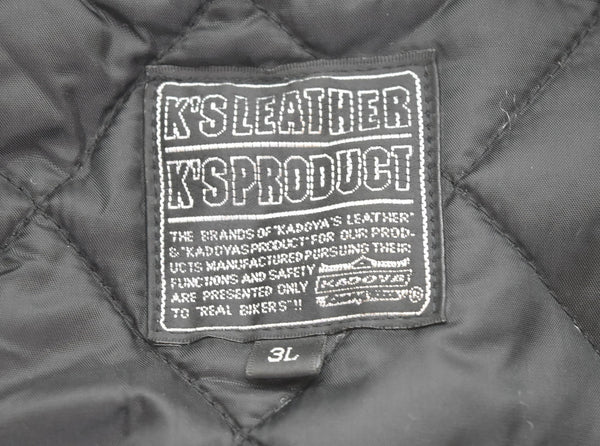 K'S LEATHER
K'S PRODUCT
THE BRANDS OF "KADOYA'S LEATHER"
& "KADOYAS PRODUCT" FOR OUR PROD-
UCTS MANUFACTURED PURSUING THEIR
FUNCTIONS AND SAFETY
ARE PRESENTED ONLY
TO "REAL BIKERS"!!
KADOYA
®
3L